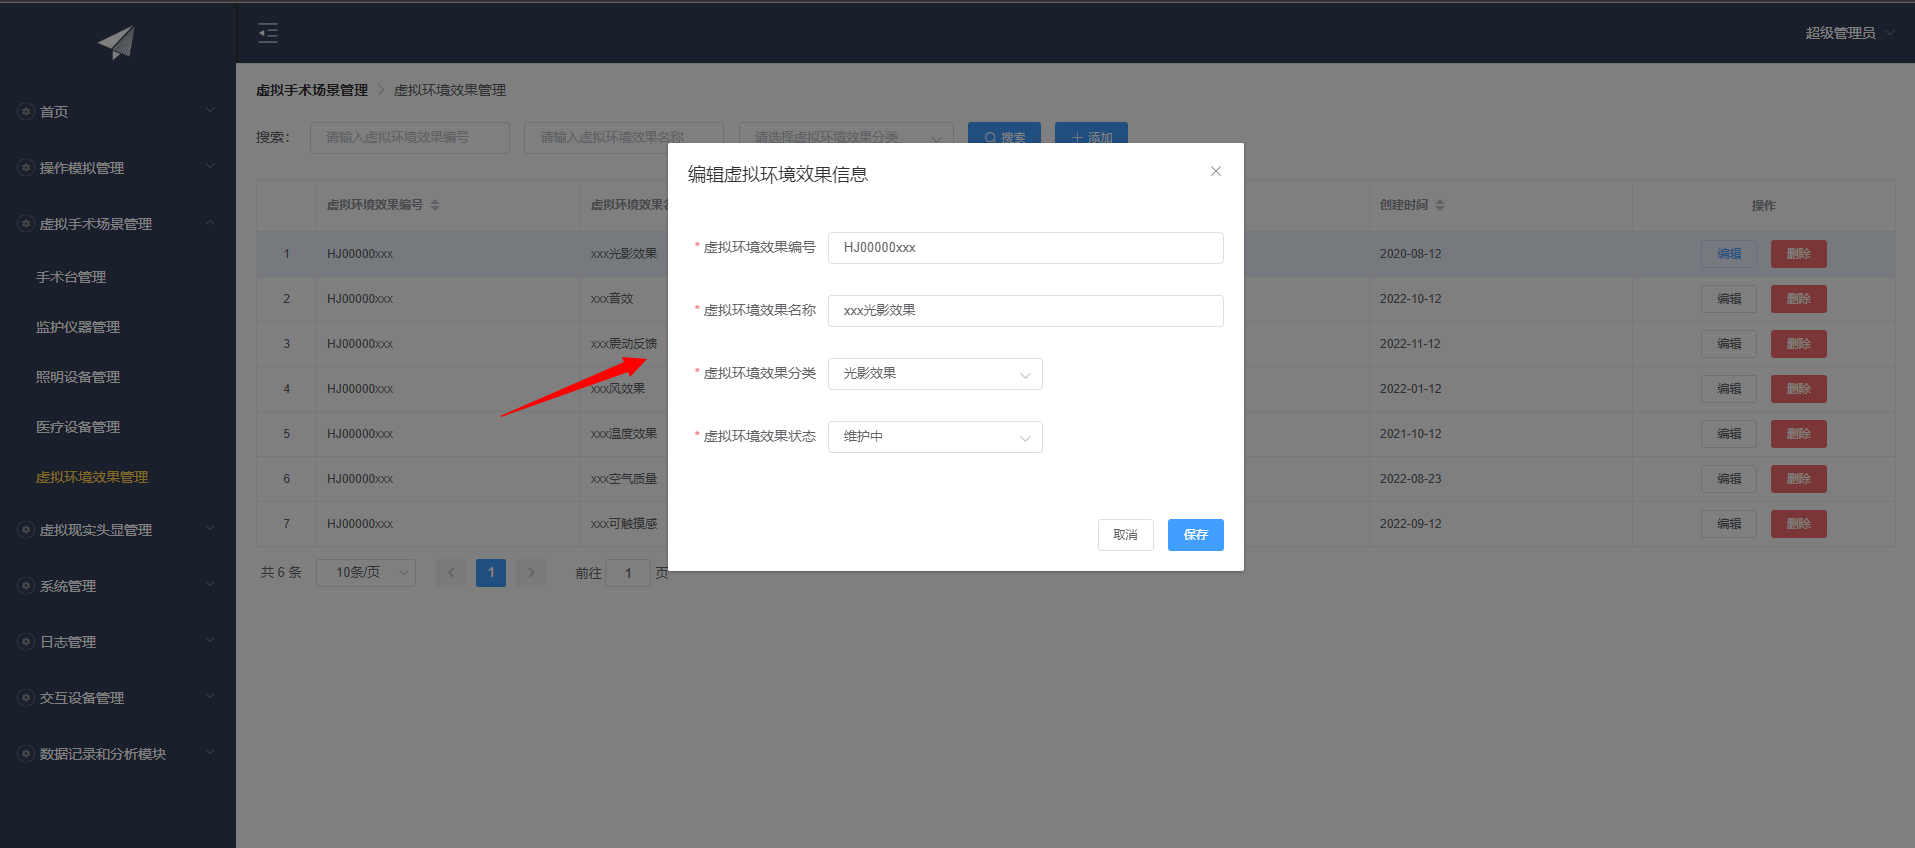 超级管理员
首页
操作模拟管理
虚拟手术场景管理
手术台管理
监护仪器管理
照明设备管理
医疗设备管理
虚拟环境效果管理
虚拟现实头显管理
系统管理
日志管理
交互设备管理
数据记录和分析模块
虚拟手术场景管理 > 虚拟环境效果管理
搜索： 请输入虚拟环境效果编号 请输入虚拟环境效果名称 请选择虚拟环境效果分类 搜索 + 添加
虚拟环境效果编号 虚拟环境效果 创建时间 操作
1 HJ00000xxx xxx光影效果 2020-08-12 编辑 删除
2 HJ00000xxx xxx音效 2022-10-12 编辑 删除
3 HJ00000xxx xxx震动反馈 2022-11-12 编辑 删除
4 HJ00000xxx xxx风效果 2022-01-12 编辑 删除
5 HJ00000xxx xxx温度效果 2021-10-12 编辑 删除
6 HJ00000xxx xxx空气质量 2022-08-23 编辑 删除
7 HJ00000xxx xxx可触摸感 2022-09-12 编辑 删除
共 6 条 10条/页 < 1 > 前往 1 页
编辑虚拟环境效果信息
* 虚拟环境效果编号 HJ00000xxx
* 虚拟环境效果名称 xxx光影效果
* 虚拟环境效果分类 光影效果
* 虚拟环境效果状态 维护中
取消 保存